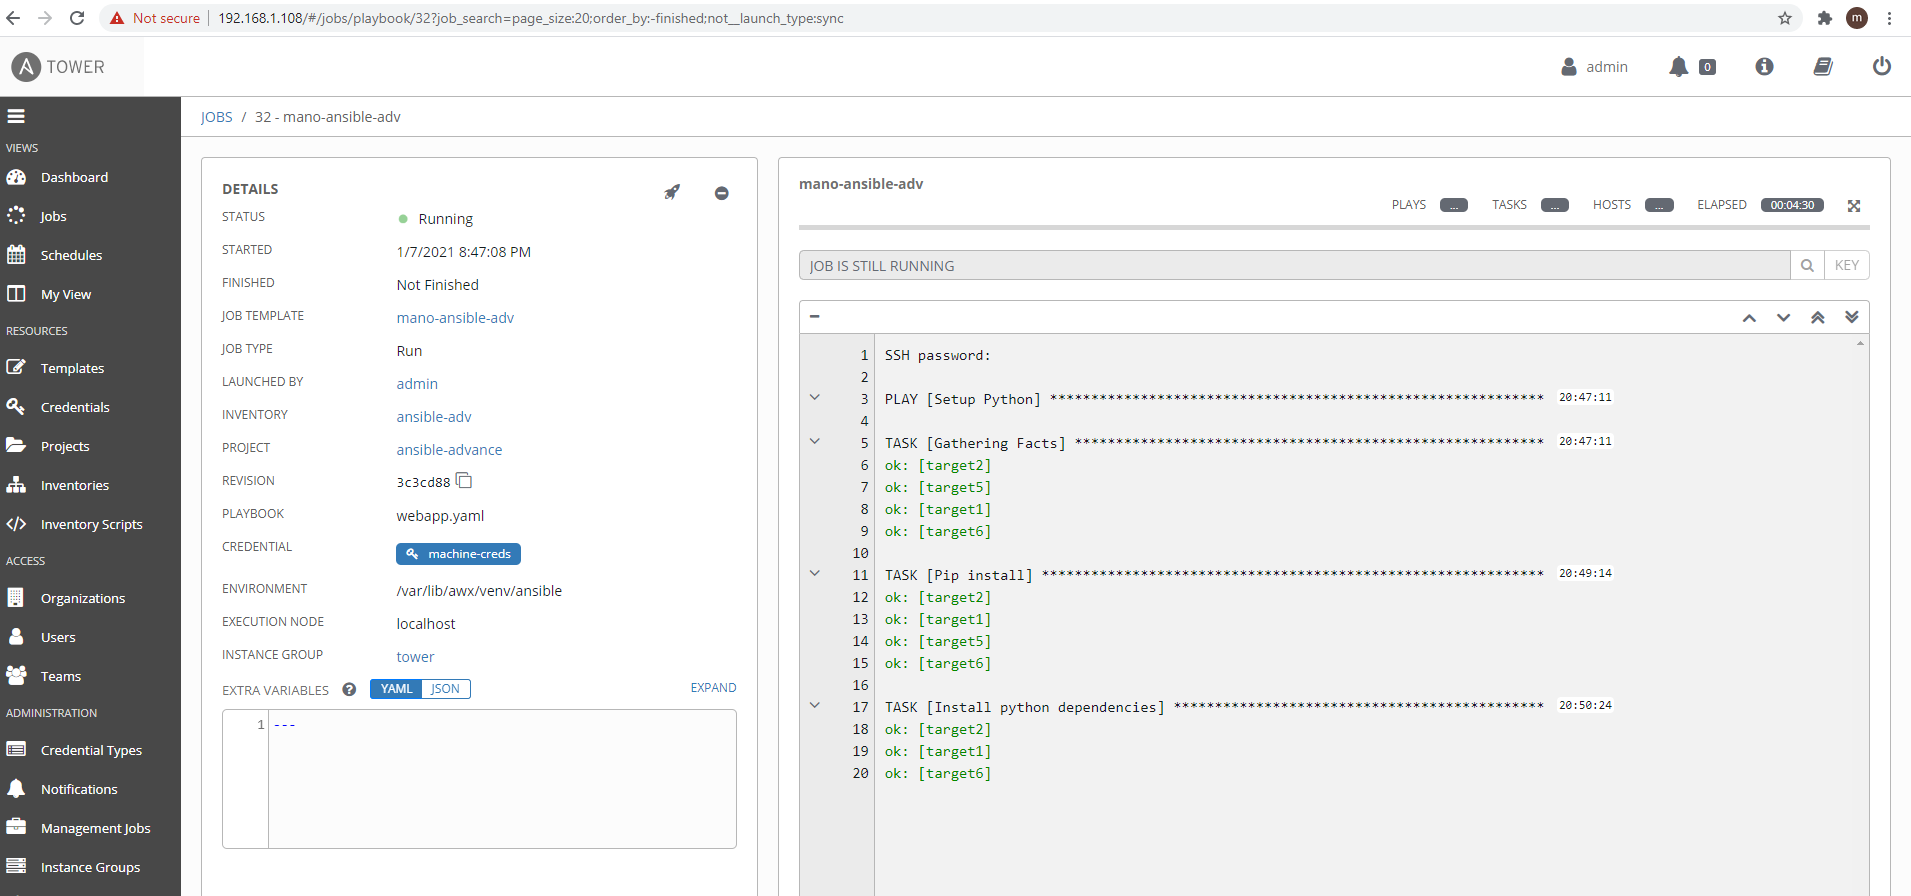 Not secure | 192.168.1.108/#/jobs/playbook/32?job_search=page_size:20;order_by:-finished;not__launch_type:sync
m
A TOWER
admin
0
JOBS / 32 - mano-ansible-adv
VIEWS
Dashboard
Jobs
Schedules
My View
RESOURCES
Templates
Credentials
Projects
Inventories
Inventory Scripts
ACCESS
Organizations
Users
Teams
ADMINISTRATION
Credential Types
Notifications
Management Jobs
Instance Groups
DETAILS
STATUS Running
STARTED 1/7/2021 8:47:08 PM
FINISHED Not Finished
JOB TEMPLATE mano-ansible-adv
JOB TYPE Run
LAUNCHED BY admin
INVENTORY ansible-adv
PROJECT ansible-advance
REVISION 3c3cd88
PLAYBOOK webapp.yaml
CREDENTIAL machine-creds
ENVIRONMENT /var/lib/awx/venv/ansible
EXECUTION NODE localhost
INSTANCE GROUP tower
EXTRA VARIABLES ? YAML JSON EXPAND
1 ---
mano-ansible-adv
PLAYS ... TASKS ... HOSTS ... ELAPSED 00:04:30
JOB IS STILL RUNNING KEY
1 SSH password:
2
3 PLAY [Setup Python] ************************************************************ 20:47:11
4
5 TASK [Gathering Facts] ********************************************************* 20:47:11
6 ok: [target2]
7 ok: [target5]
8 ok: [target1]
9 ok: [target6]
10
11 TASK [Pip install] ************************************************************* 20:49:14
12 ok: [target2]
13 ok: [target1]
14 ok: [target5]
15 ok: [target6]
16
17 TASK [Install python dependencies] ********************************************* 20:50:24
18 ok: [target2]
19 ok: [target1]
20 ok: [target6]